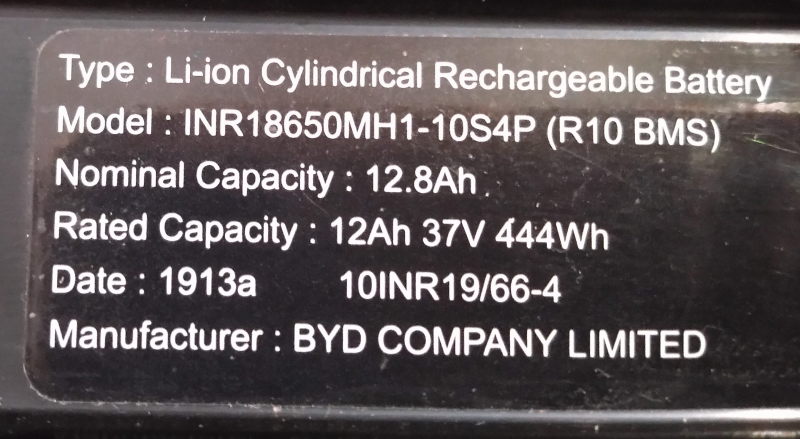 Type : Li-ion Cylindrical Rechargeable Battery
Model : INR18650MH1-10S4P (R10 BMS)
Nominal Capacity : 12.8Ah
Rated Capacity : 12Ah 37V 444Wh
Date : 1913a 10INR19/66-4
Manufacturer : BYD COMPANY LIMITED